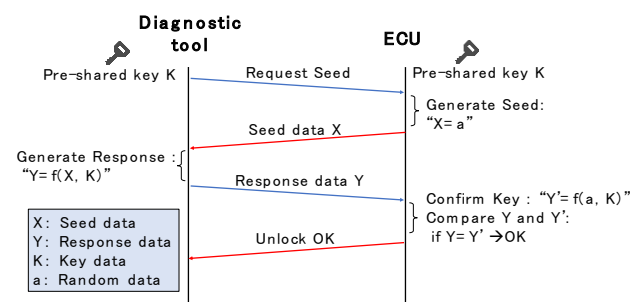 Diagnostic
tool
ECU
Pre-shared key K
Request Seed
Pre-shared key K
Generate Seed:
“X= a”
Seed data X
Generate Response :
“Y= f(X, K)”
Response data Y
Confirm Key : “Y’= f(a, K)”
Compare Y and Y’:
if Y= Y’ →OK
Unlock OK
X: Seed data
Y: Response data
K: Key data
a: Random data